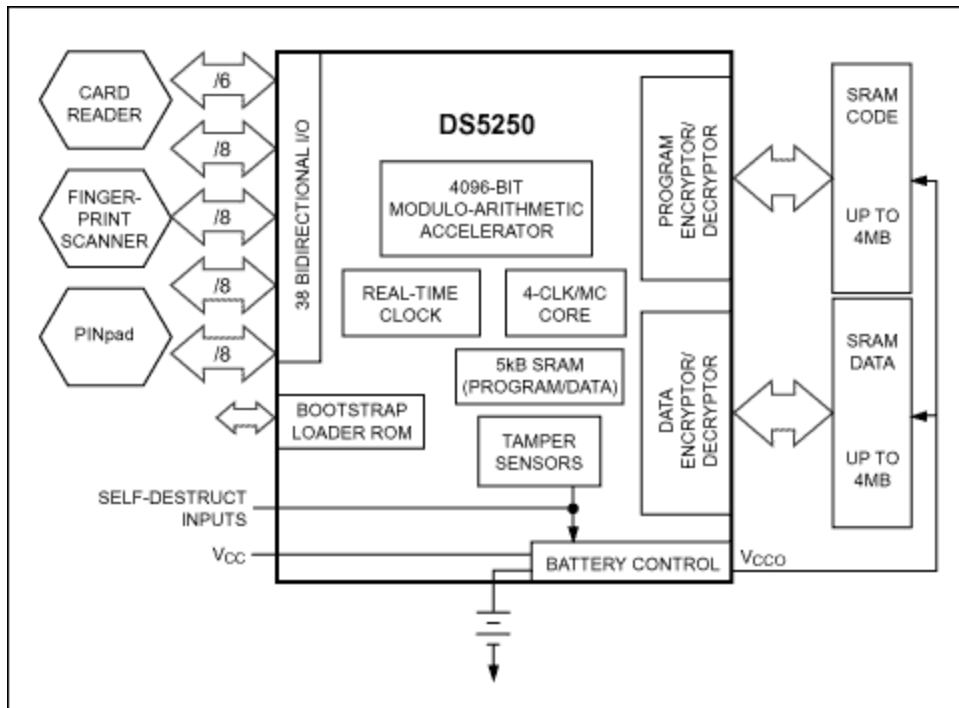 CARD
READER
FINGER-
PRINT
SCANNER
PINpad
/6
/8
/8
/8
/8
38 BIDIRECTIONAL I/O
DS5250
4096-BIT
MODULO-ARITHMETIC
ACCELERATOR
REAL-TIME
CLOCK
4-CLK/MC
CORE
5kB SRAM
(PROGRAM/DATA)
BOOTSTRAP
LOADER ROM
TAMPER
SENSORS
SELF-DESTRUCT
INPUTS
VCC
BATTERY CONTROL
VCCO
PROGRAM
ENCRYPTOR/
DECRYPTOR
DATA
ENCRYPTOR/
DECRYPTOR
SRAM
CODE
UP TO
4MB
SRAM
DATA
UP TO
4MB